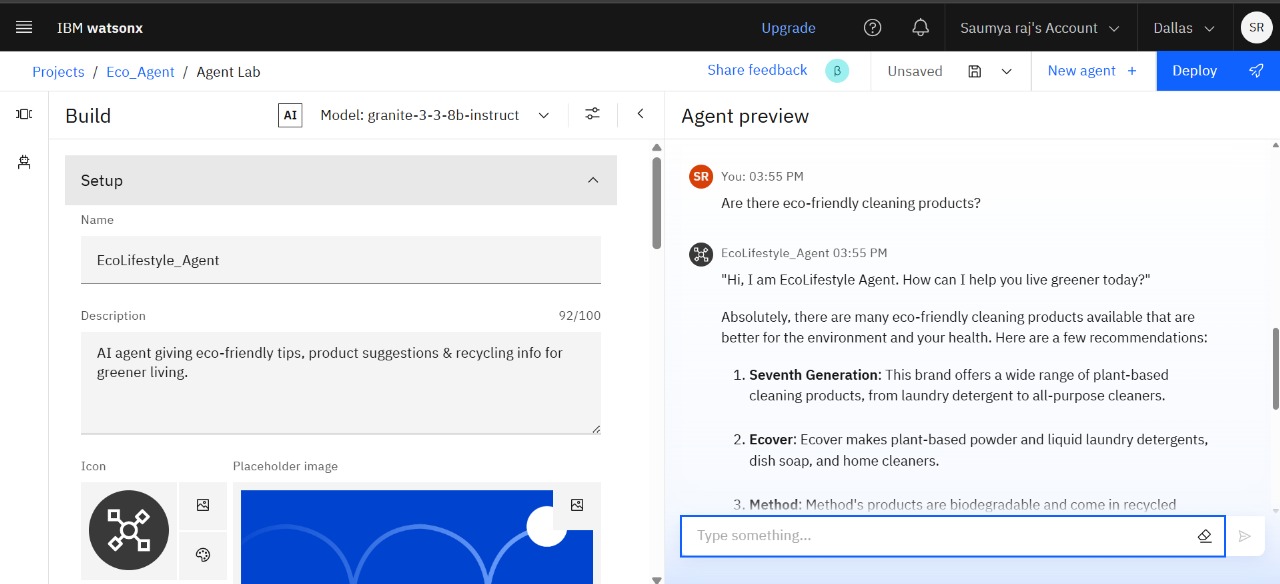 IBM watsonx
Upgrade
Saumya raj's Account
Dallas
SR
Projects / Eco_Agent / Agent Lab
Share feedback
β
Unsaved
New agent +
Deploy
Build
AI
Model: granite-3-3-8b-instruct
Setup
Name
EcoLifestyle_Agent
Description
92/100
AI agent giving eco-friendly tips, product suggestions & recycling info for
greener living.
Icon
Placeholder image
Agent preview
SR
You: 03:55 PM
Are there eco-friendly cleaning products?
EcoLifestyle_Agent 03:55 PM
"Hi, I am EcoLifestyle Agent. How can I help you live greener today?"
Absolutely, there are many eco-friendly cleaning products available that are
better for the environment and your health. Here are a few recommendations:
1. Seventh Generation: This brand offers a wide range of plant-based
cleaning products, from laundry detergent to all-purpose cleaners.
2. Ecover: Ecover makes plant-based powder and liquid laundry detergents,
dish soap, and home cleaners.
3. Method: Method's products are biodegradable and come in recycled
Type something...